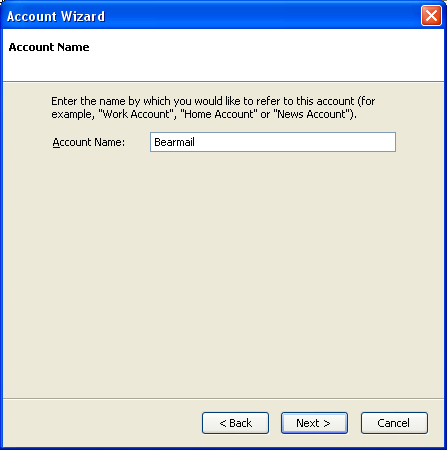 Account Wizard
Account Name
Enter the name by which you would like to refer to this account (for
example, "Work Account", "Home Account" or "News Account").
Account Name: Bearmail
< Back Next > Cancel